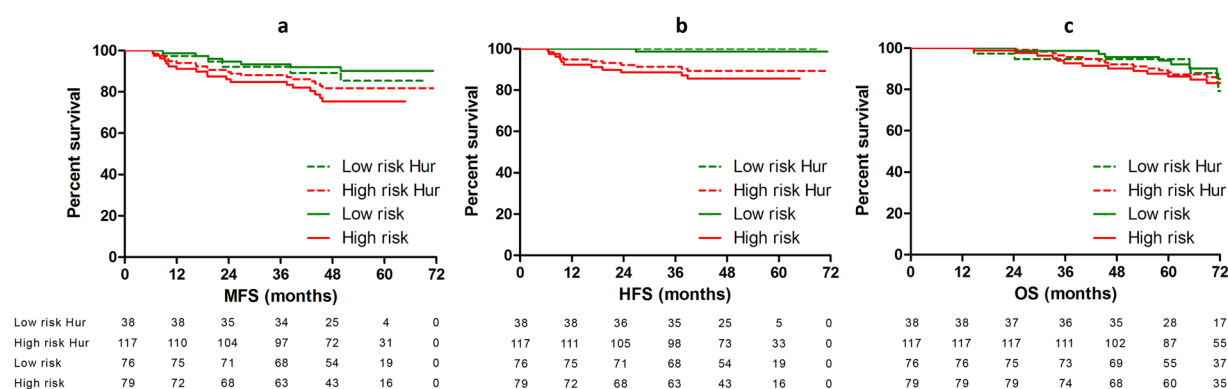 a
b
c
Percent survival
100
80
60
40
20
0
Low risk Hur
High risk Hur
Low risk
High risk
0 12 24 36 48 60 72
MFS (months)
Percent survival
100
80
60
40
20
0
Low risk Hur
High risk Hur
Low risk
High risk
0 12 24 36 48 60 72
HFS (months)
Percent survival
100
80
60
40
20
0
Low risk Hur
High risk Hur
Low risk
High risk
0 12 24 36 48 60 72
OS (months)
Low risk Hur 38 38 35 34 25 4 0 38 38 36 35 25 5 0 38 38 37 36 35 28 17
High risk Hur 117 110 104 97 72 31 0 117 111 105 98 73 33 0 117 117 117 111 102 87 55
Low risk 76 75 71 68 54 19 0 76 75 71 68 54 19 0 76 76 75 73 69 55 37
High risk 79 72 68 63 43 16 0 79 72 68 63 43 16 0 79 79 79 74 68 60 35